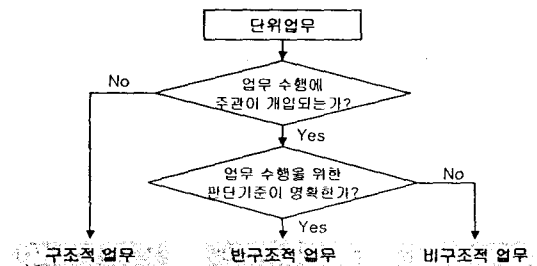 단위업무
No
업무 수행에
주관이 개입되는가?
Yes
업무 수행을 위한
판단기준이 명확한가?
No
Yes
구조적 업무
반구조적 업무
비구조적 업무